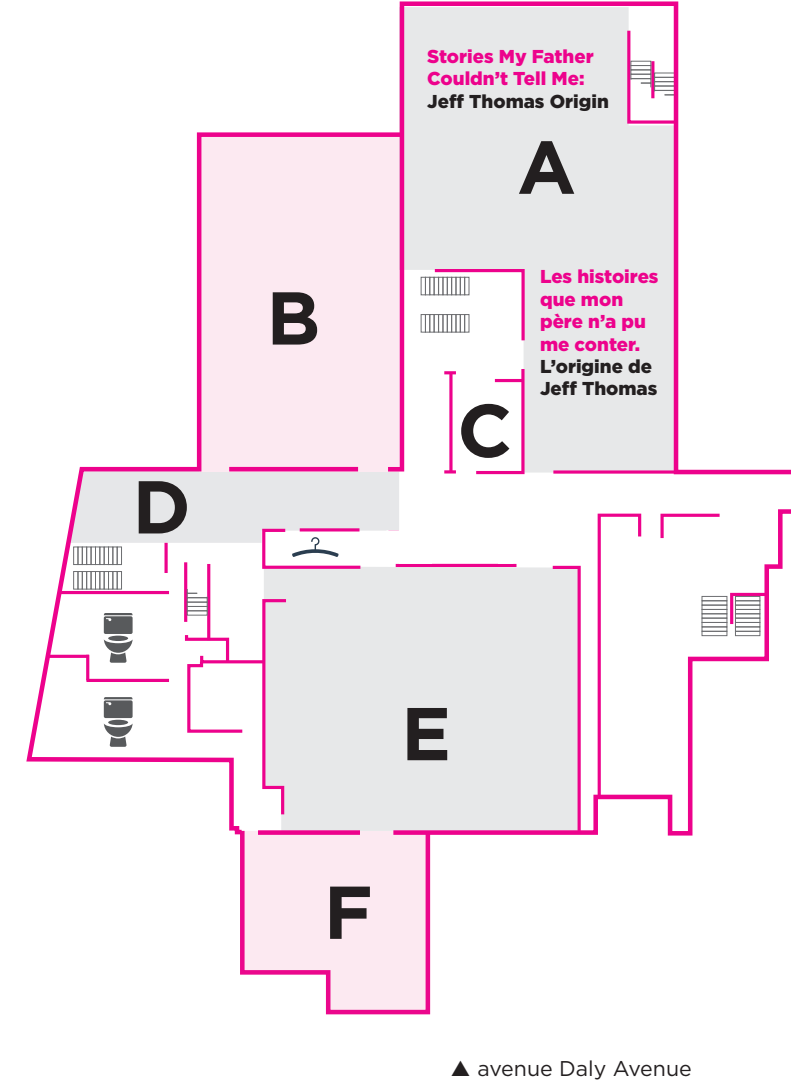 Stories My Father
Couldn’t Tell Me:
Jeff Thomas Origin
A
Les histoires
que mon
père n’a pu
me conter.
L’origine de
Jeff Thomas
B
C
D
E
F
▲ avenue Daly Avenue